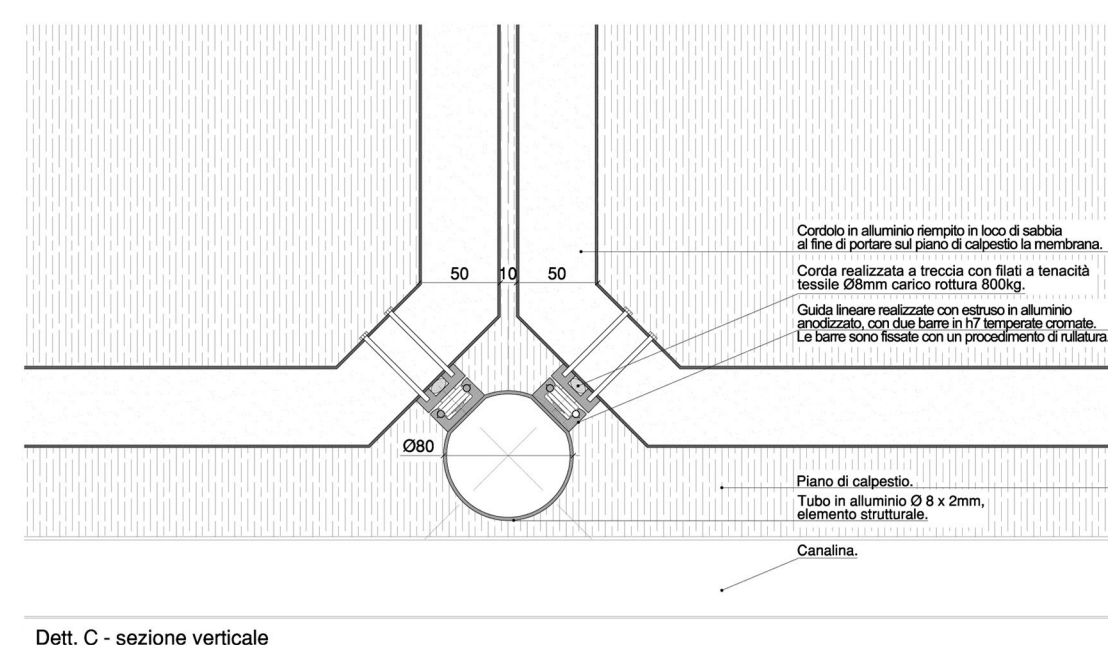 Cordolo in alluminio riempito in loco di sabbia
al fine di portare sul piano di calpestio la membrana.
Corda realizzata a treccia con filati a tenacità
tessile Ø8mm carico rottura 800kg.
50 10 50
Guida lineare realizzate con estruso in alluminio
anodizzato, con due barre in h7 temperate cromate.
Le barre sono fissate con un procedimento di rullatura.
Ø80
Piano di calpestio.
Tubo in alluminio Ø 8 x 2mm,
elemento strutturale.
Canalina.
Dett. C - sezione verticale